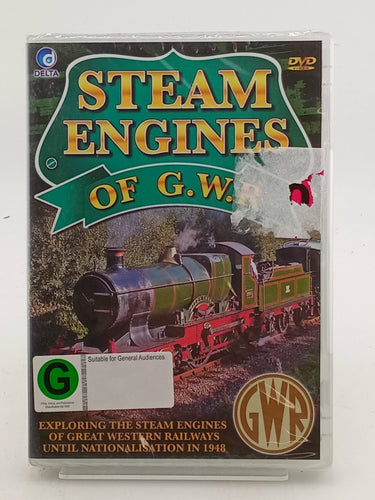 DELTA
DVD
VIDEO
STEAM
ENGINES
OF G.W.R
G
Suitable for General Audiences.
GWR
EXPLORING THE STEAM ENGINES
OF GREAT WESTERN RAILWAYS
UNTIL NATIONALISATION IN 1948